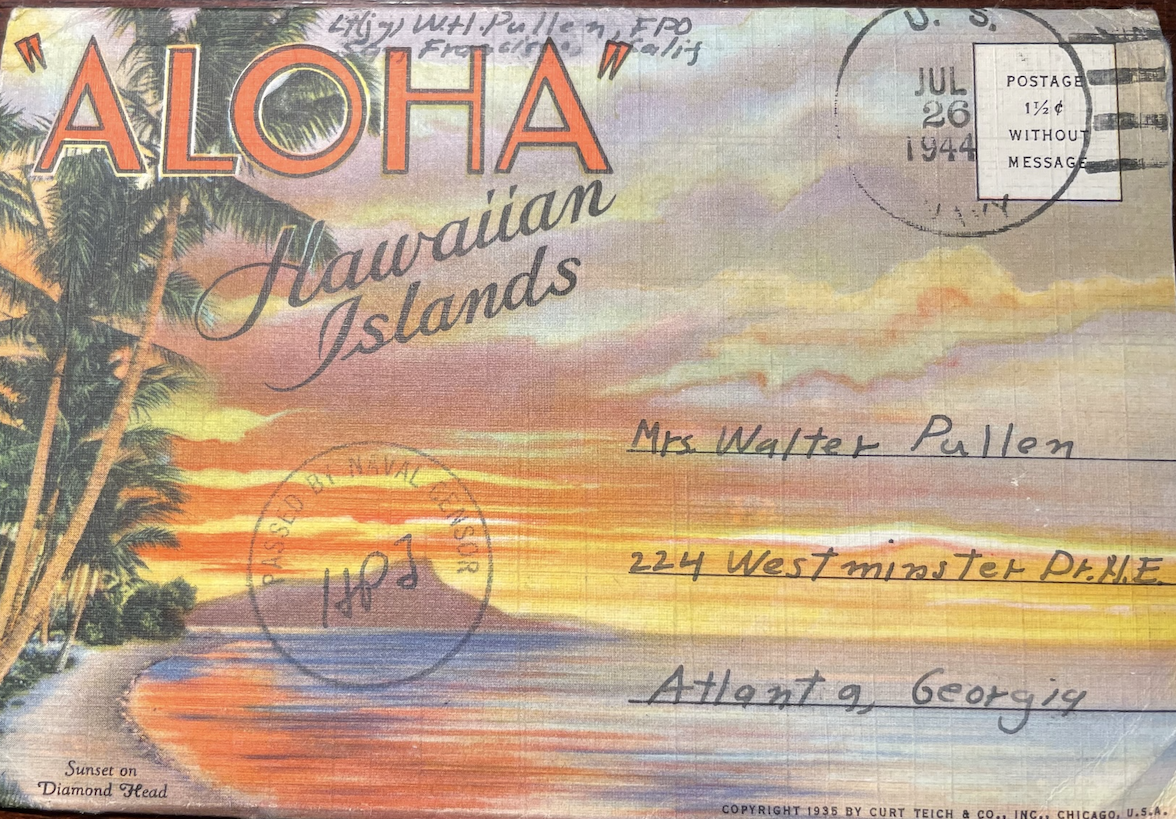 Lt(jg) W.H. Pullen, FPO
San Francisco, Calif
"ALOHA"
Hawaiian
Islands
U. S.
JUL
26
1944
NAVY
POSTAGE
1½ ¢
WITHOUT
MESSAGE
Mrs. Walter Pullen
224 Westminster Dr. N.E.
Atlanta, Georgia
PASSED BY NAVAL CENSOR
Sunset on
Diamond Head
COPYRIGHT 1935 BY CURT TEICH & CO., INC., CHICAGO, U.S.A.